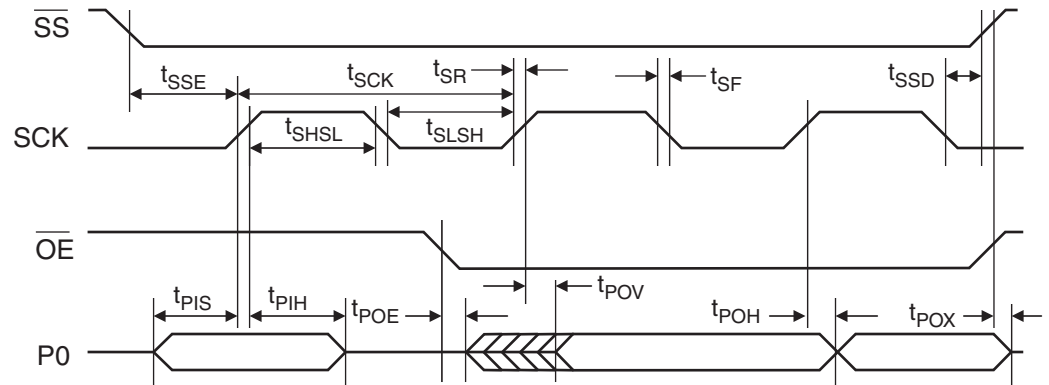 SS
tSSE
tSCK
tSR
tSF
tSSD
SCK
tSHSL
tSLSH
OE
tPIS
tPIH
tPOE
tPOV
tPOH
tPOX
P0